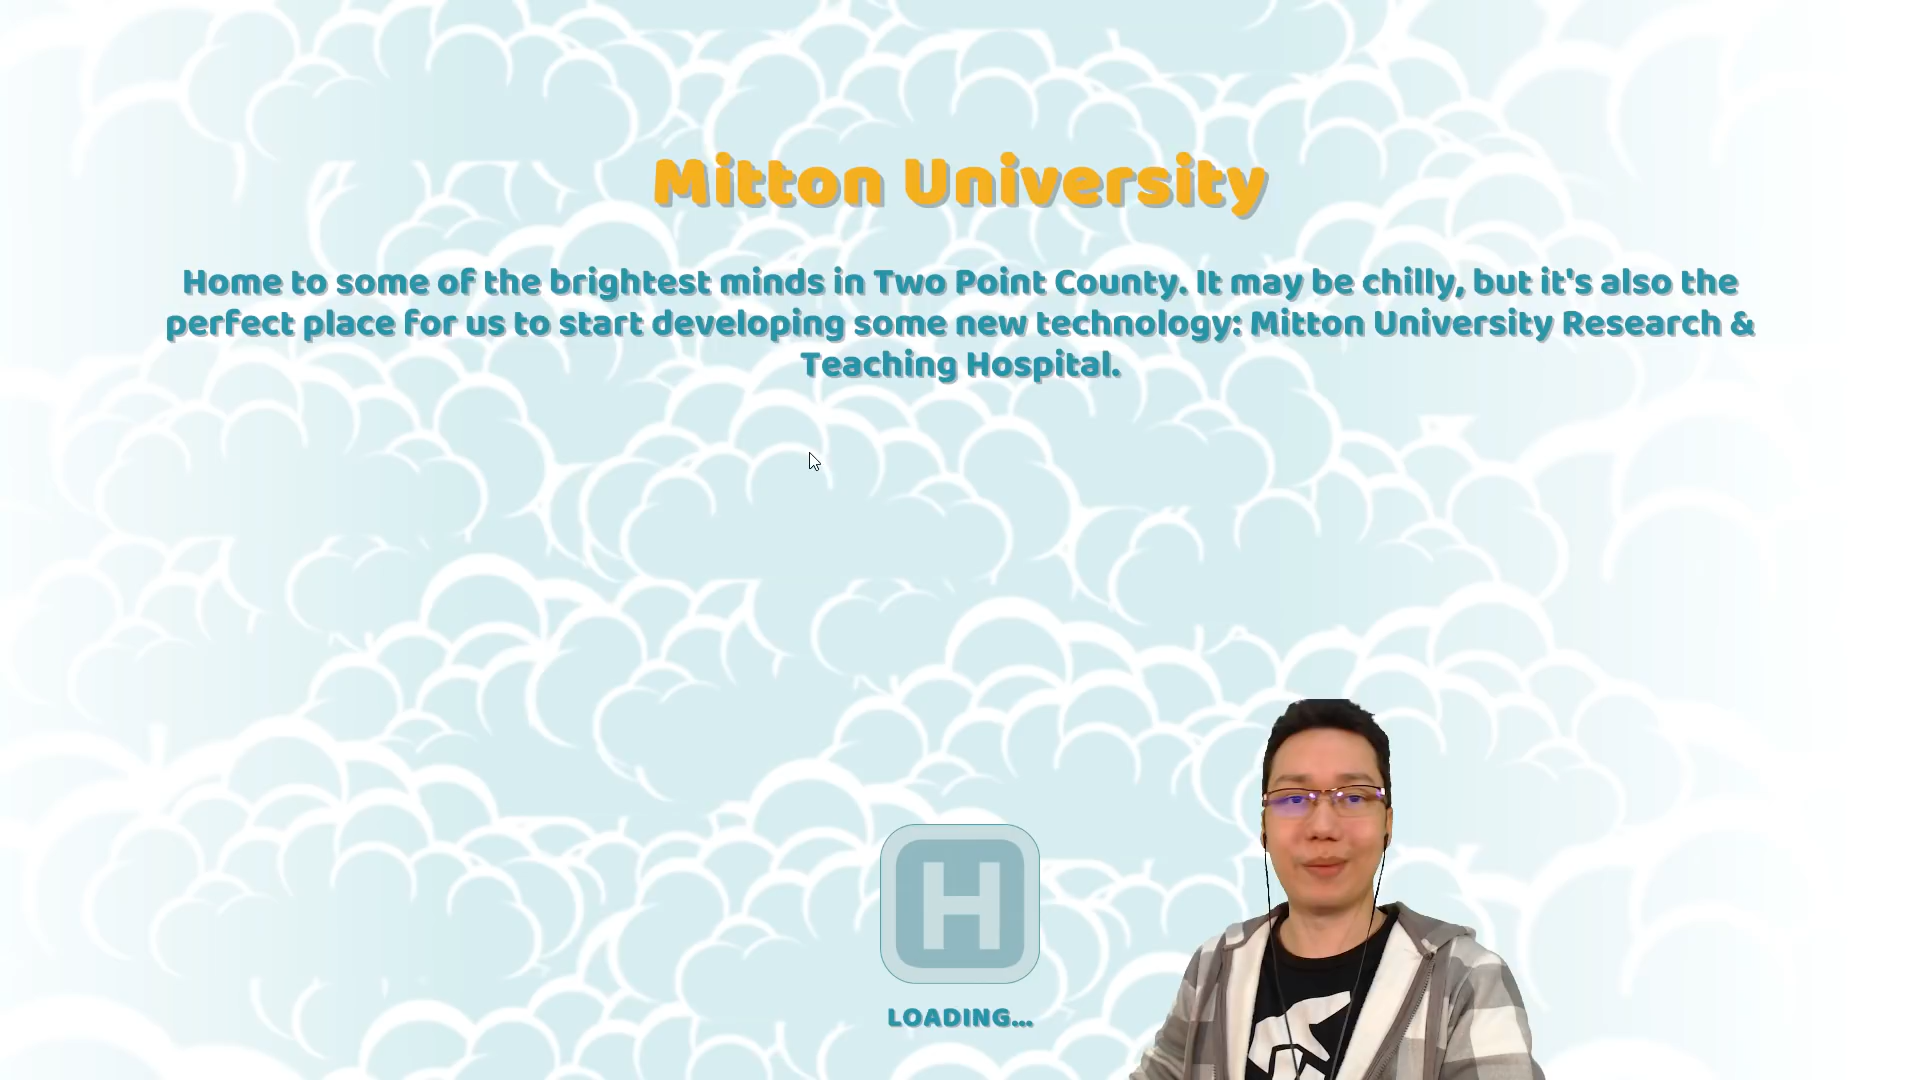 Mitton University
Home to some of the brightest minds in Two Point County. It may be chilly, but it's also the
perfect place for us to start developing some new technology: Mitton University Research &
Teaching Hospital.
H
LOADING...